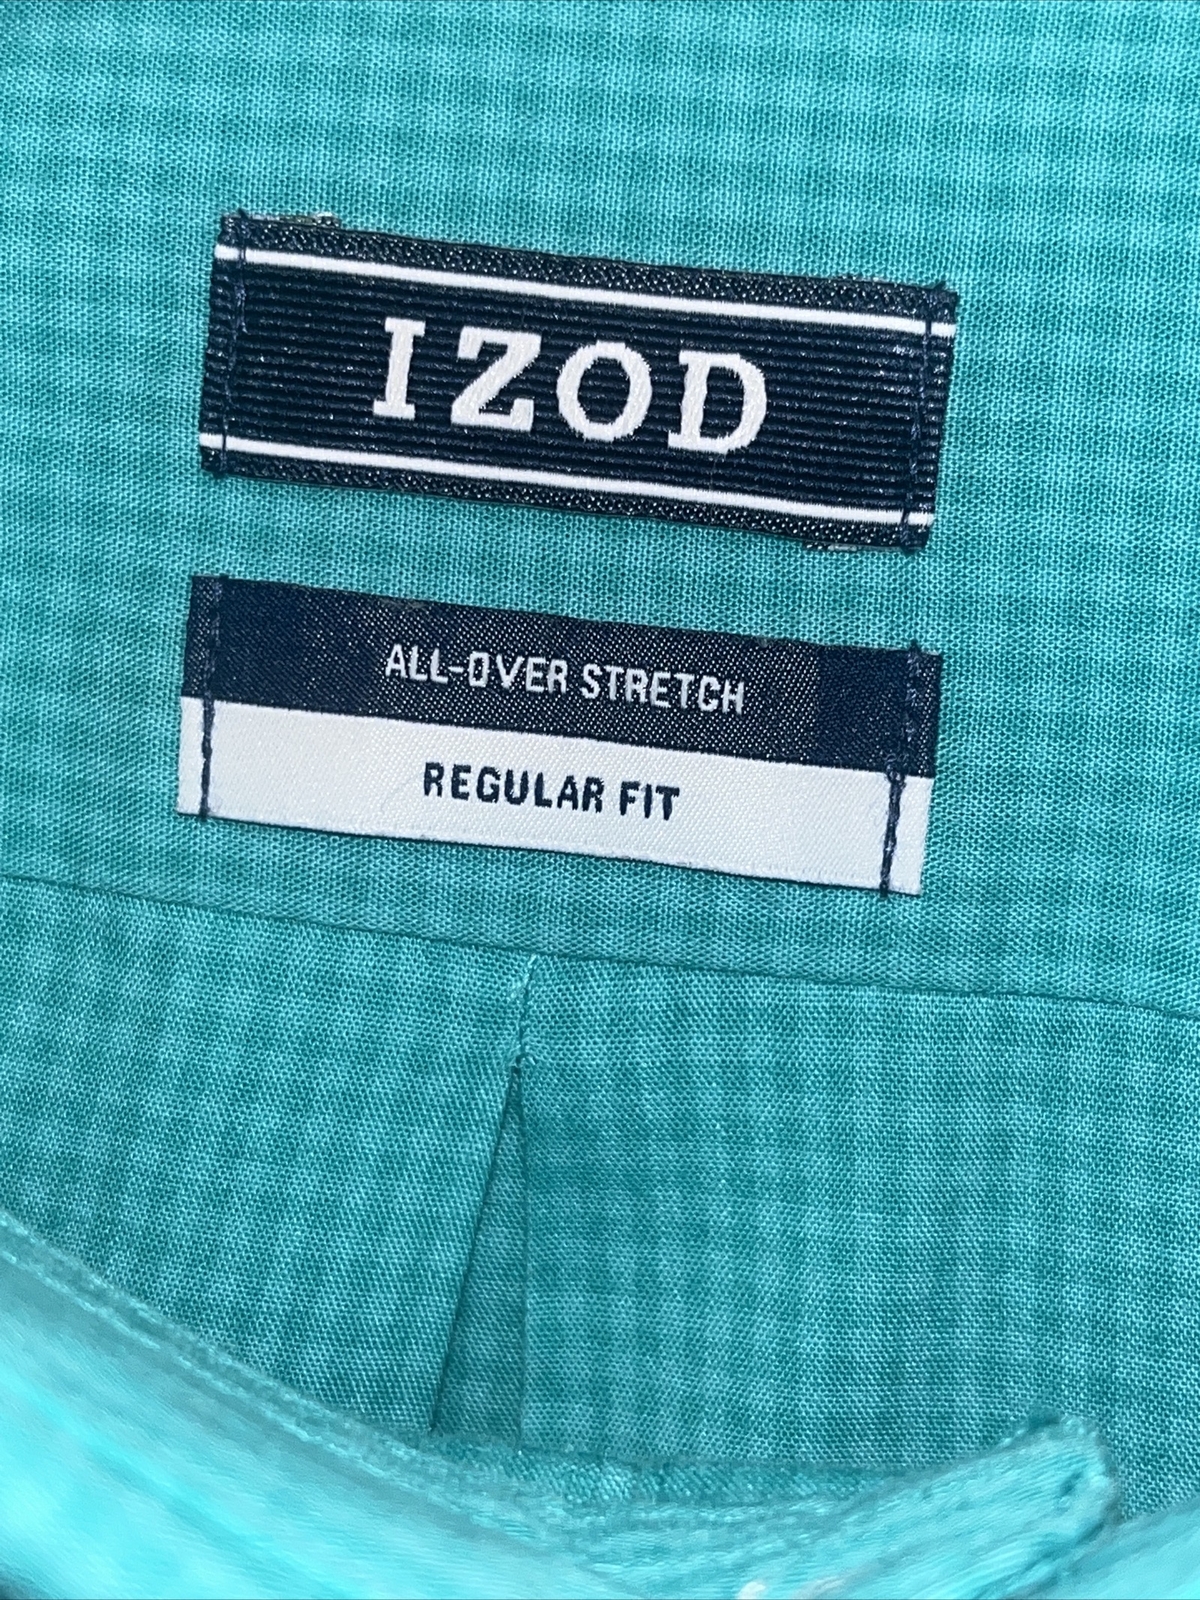 IZOD
ALL-OVER STRETCH
REGULAR FIT